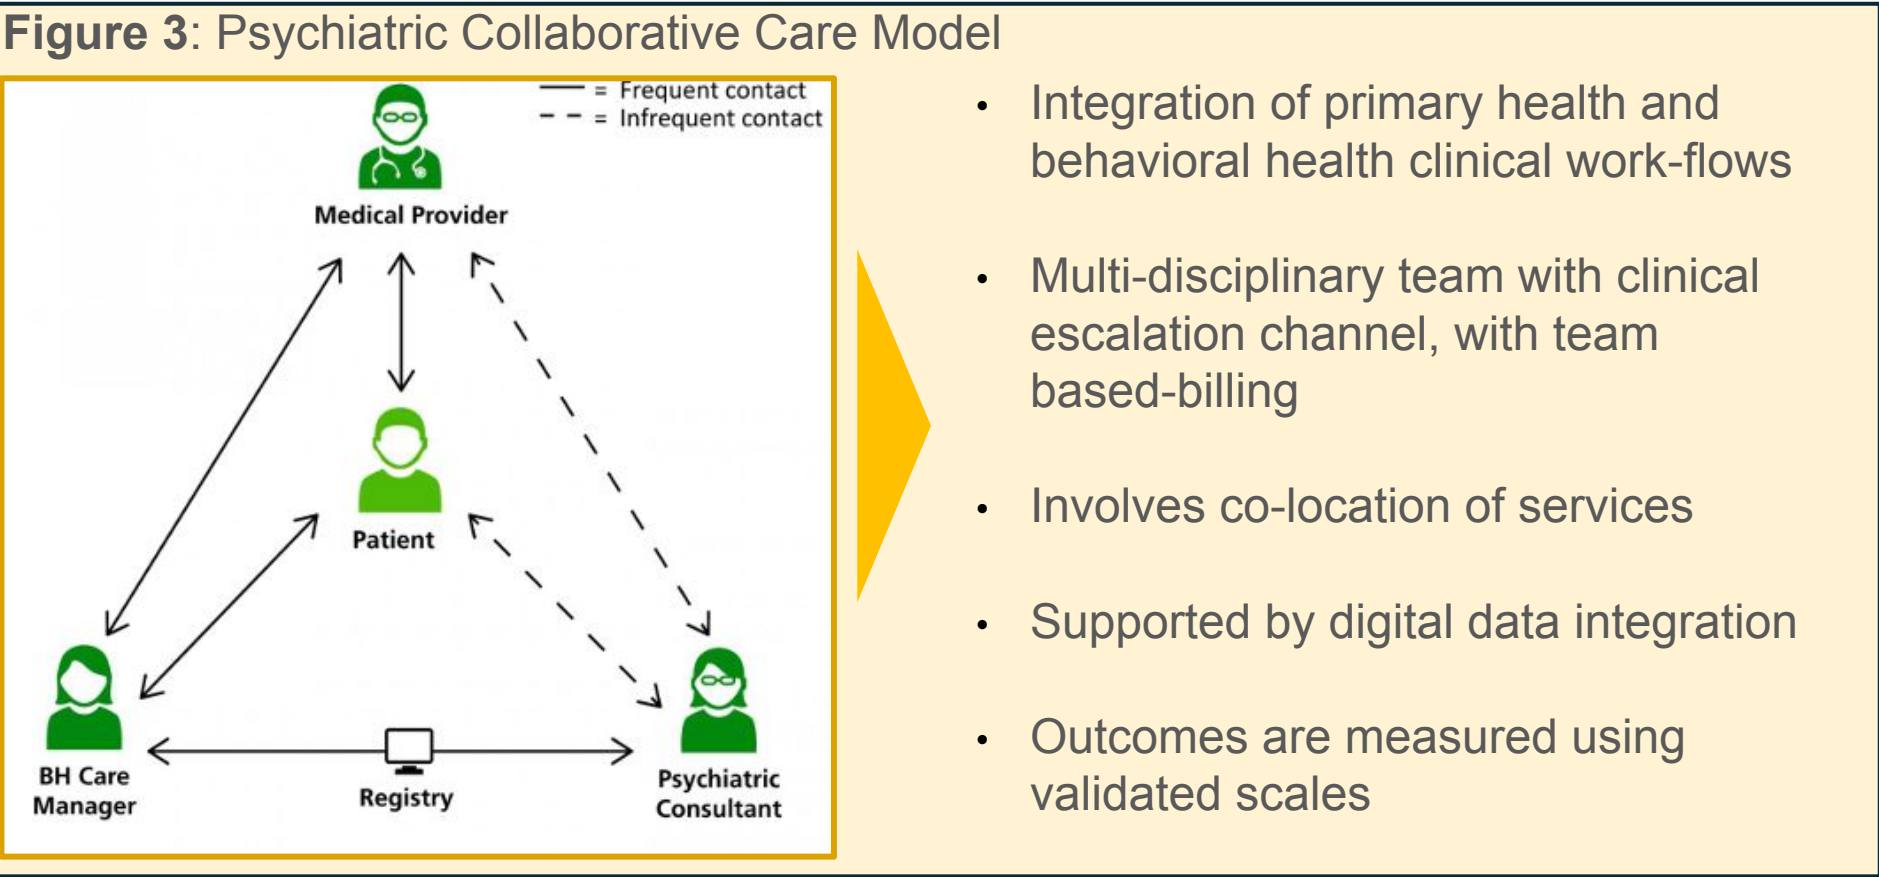 Figure 3: Psychiatric Collaborative Care Model
= Frequent contact
= Infrequent contact
Medical Provider
Patient
BH Care
Manager
Registry
Psychiatric
Consultant
• Integration of primary health and
behavioral health clinical work-flows
• Multi-disciplinary team with clinical
escalation channel, with team
based-billing
• Involves co-location of services
• Supported by digital data integration
• Outcomes are measured using
validated scales